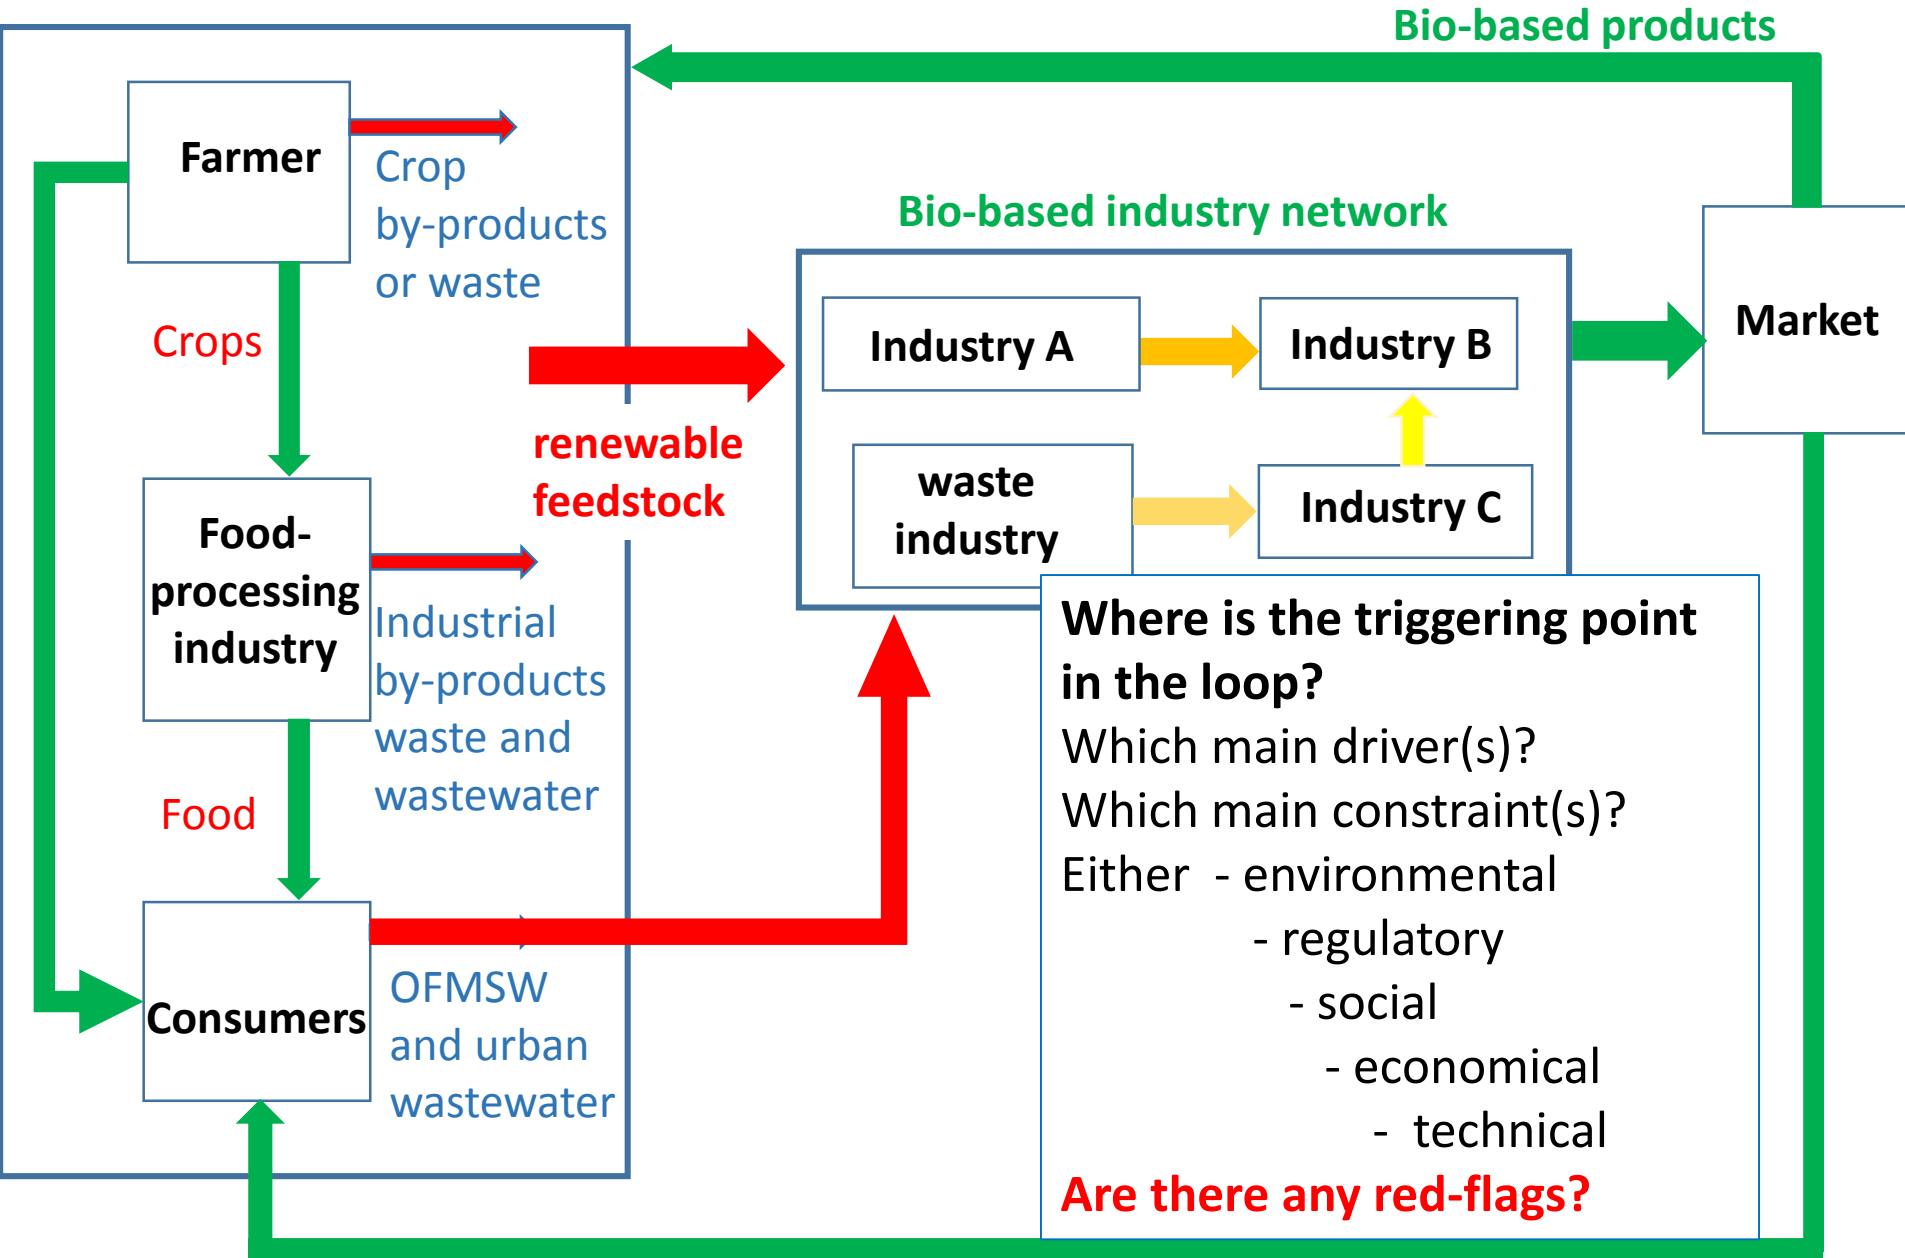 Bio-based products
Farmer
Crop
by-products
or waste
Crops
Bio-based industry network
Industry A
Industry B
Market
renewable
feedstock
waste
industry
Industry C
Food-
processing
industry
Industrial
by-products
waste and
wastewater
Food
Consumers
OFMSW
and urban
wastewater
Where is the triggering point
in the loop?
Which main driver(s)?
Which main constraint(s)?
Either - environmental
- regulatory
- social
- economical
- technical
Are there any red-flags?